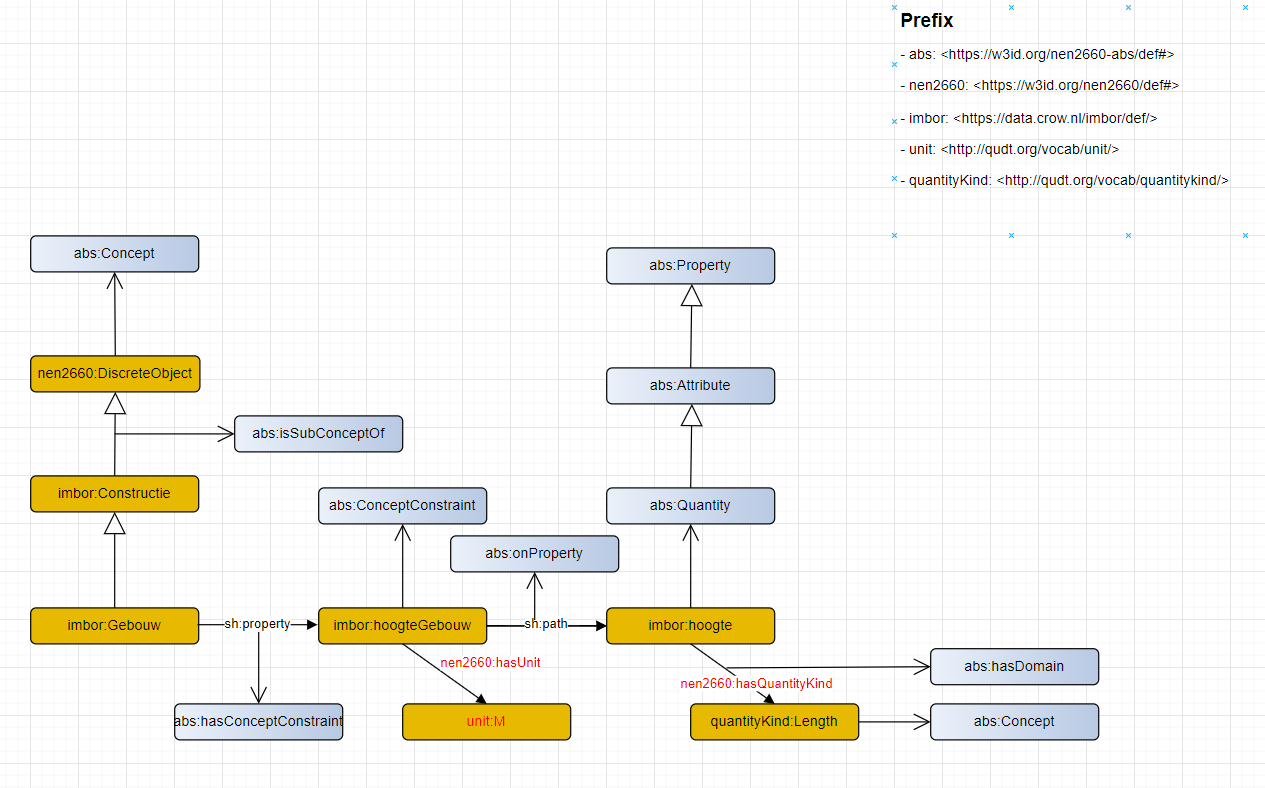 Prefix
- abs: <https://w3id.org/nen2660-abs/def#>
- nen2660: <https://w3id.org/nen2660/def#>
- imbor: <https://data.crow.nl/imbor/def/>
- unit: <http://qudt.org/vocab/unit/>
- quantityKind: <http://qudt.org/vocab/quantitykind/>
abs:Concept
abs:Property
nen2660:DiscreteObject
abs:Attribute
abs:isSubConceptOf
imbor:Constructie
abs:ConceptConstraint
abs:Quantity
abs:onProperty
imbor:Gebouw
sh:property
imbor:hoogteGebouw
sh:path
imbor:hoogte
nen2660:hasUnit
abs:hasDomain
nen2660:hasQuantityKind
abs:hasConceptConstraint
unit:M
quantityKind:Length
abs:Concept